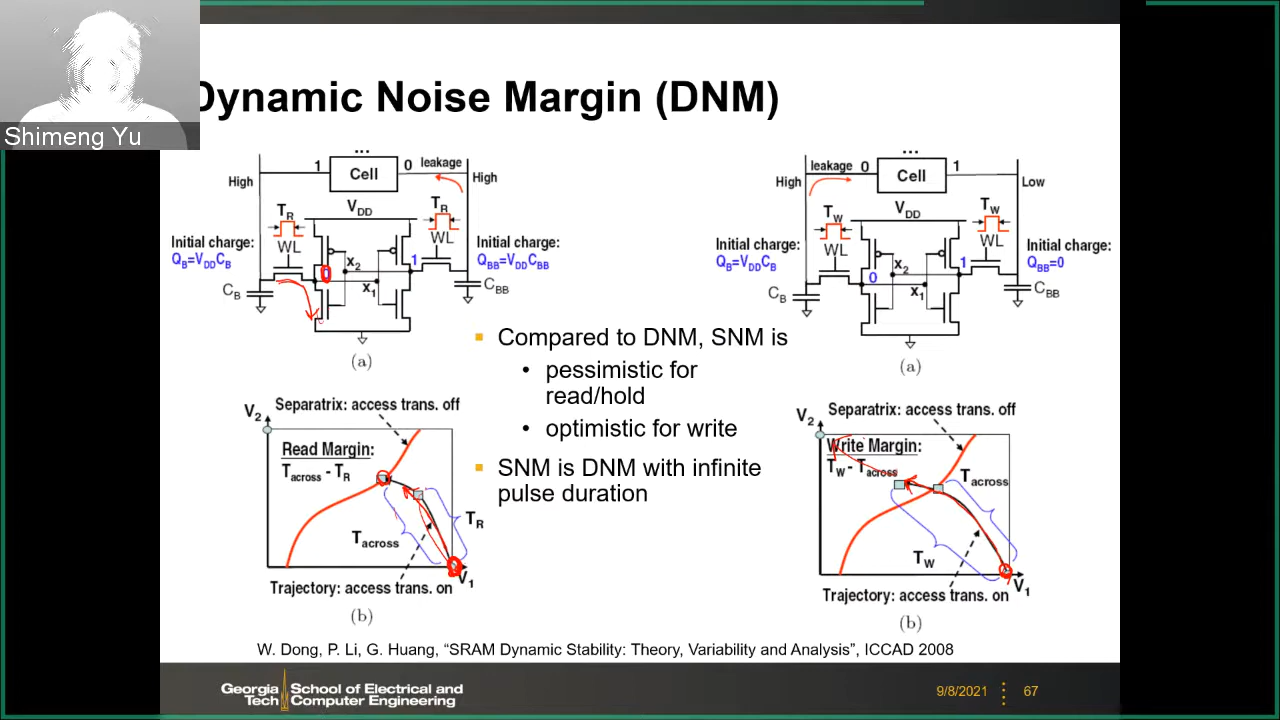 Shimeng Yu
Dynamic Noise Margin (DNM)
...
1
Cell
0
leakage
High
High
V_DD
T_R
T_R
WL
WL
Initial charge:
Q_B=V_DD C_B
Initial charge:
Q_BB=V_DD C_BB
0
x_2
1
x_1
C_B
C_BB
(a)
...
leakage
0
Cell
1
High
Low
V_DD
T_W
T_W
WL
WL
Initial charge:
Q_B=V_DD C_B
Initial charge:
Q_BB=0
0
x_2
1
x_1
C_B
C_BB
(a)
Compared to DNM, SNM is
pessimistic for
read/hold
optimistic for write
SNM is DNM with infinite
pulse duration
Separatrix: access trans. off
V_2
Read Margin:
T_across - T_R
T_R
T_across
V_1
Trajectory: access trans. on
(b)
Separatrix: access trans. off
V_2
Write Margin:
T_W - T_across
T_across
T_W
V_1
Trajectory: access trans. on
(b)
W. Dong, P. Li, G. Huang, “SRAM Dynamic Stability: Theory, Variability and Analysis”, ICCAD 2008
Georgia Tech
School of Electrical and
Computer Engineering
9/8/2021
67